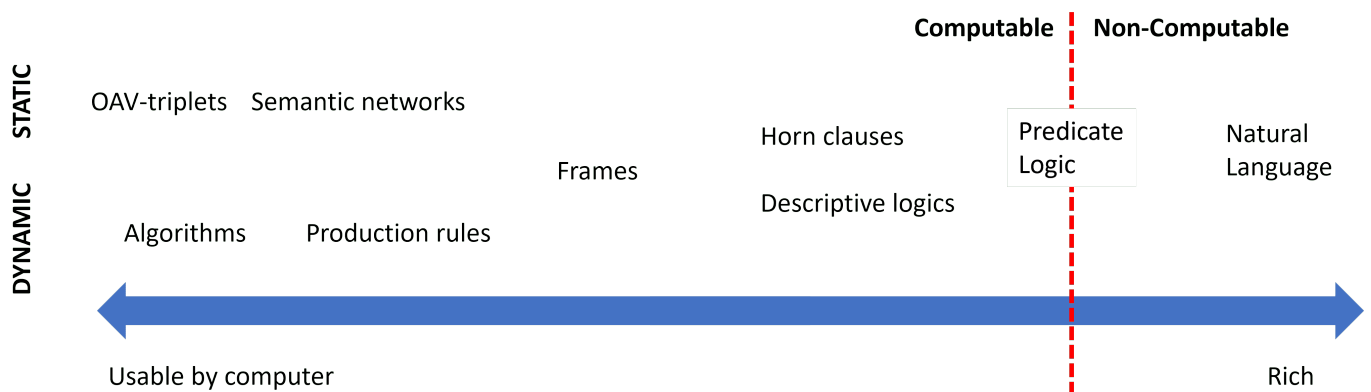 Computable
Non-Computable
STATIC
OAV-triplets
Semantic networks
Horn clauses
Predicate
Logic
Natural
Language
Frames
DYNAMIC
Descriptive logics
Algorithms
Production rules
Usable by computer
Rich